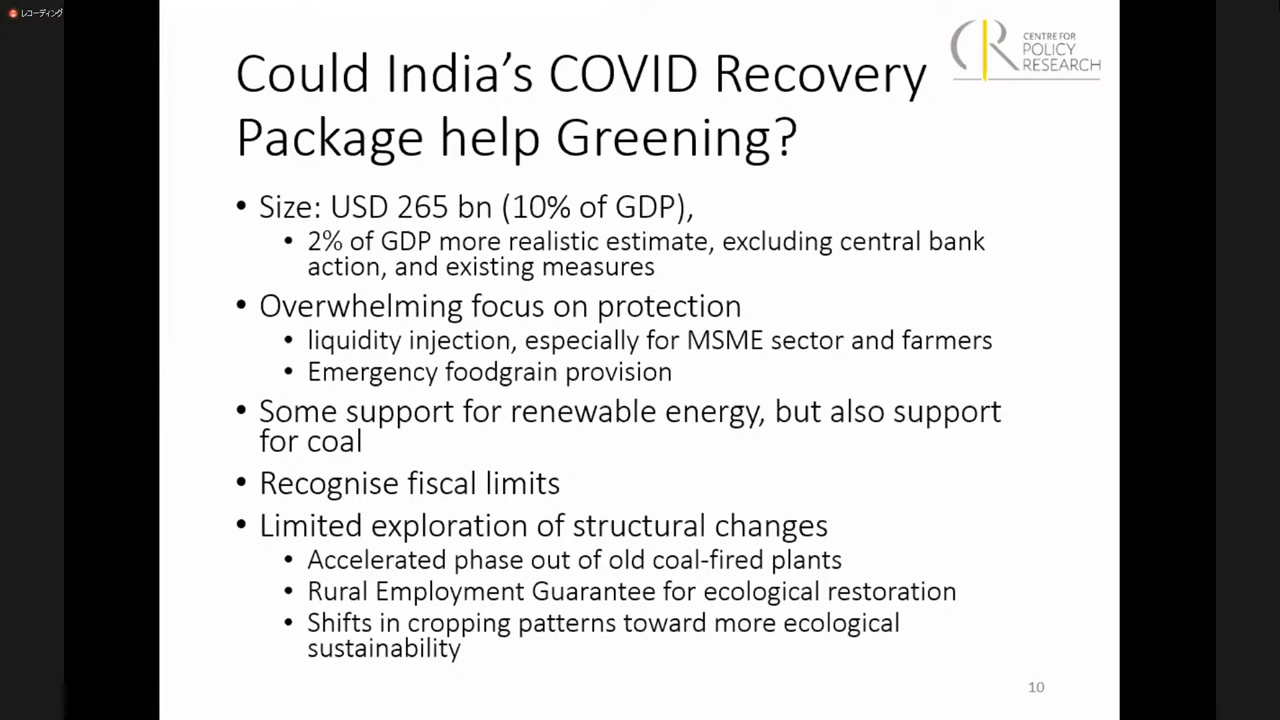 レコーディング
CENTRE FOR
POLICY
RESEARCH
Could India's COVID Recovery
Package help Greening?
• Size: USD 265 bn (10% of GDP),
• 2% of GDP more realistic estimate, excluding central bank
action, and existing measures
• Overwhelming focus on protection
• liquidity injection, especially for MSME sector and farmers
• Emergency foodgrain provision
• Some support for renewable energy, but also support
for coal
• Recognise fiscal limits
• Limited exploration of structural changes
• Accelerated phase out of old coal-fired plants
• Rural Employment Guarantee for ecological restoration
• Shifts in cropping patterns toward more ecological
sustainability
10